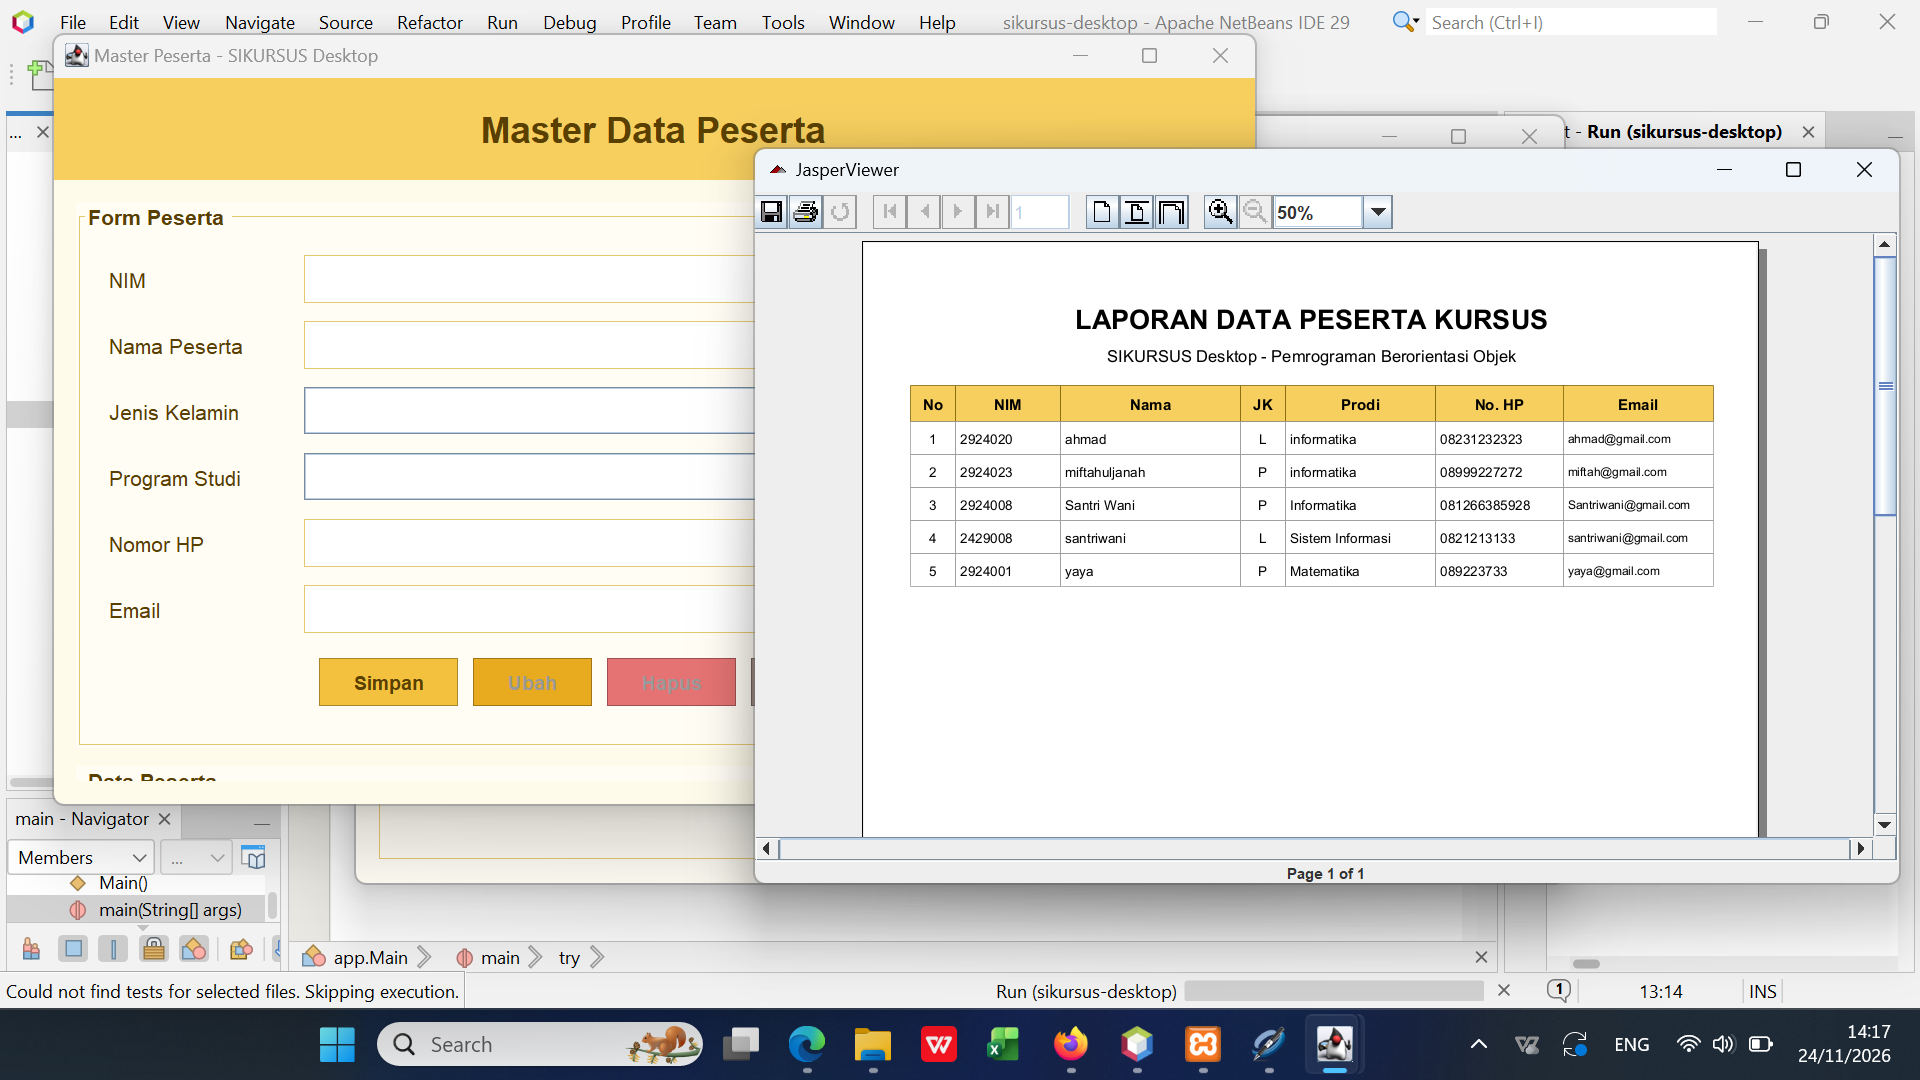 File Edit View Navigate Source Refactor Run Debug Profile Team Tools Window Help sikursus-desktop - Apache NetBeans IDE 29 Search (Ctrl+I)
Master Peserta - SIKURSUS Desktop
... t - Run (sikursus-desktop)
Master Data Peserta
JasperViewer
1 50%
Form Peserta
NIM
Nama Peserta
Jenis Kelamin
Program Studi
Nomor HP
Email
Simpan Ubah Hapus
Data Peserta
LAPORAN DATA PESERTA KURSUS
SIKURSUS Desktop - Pemrograman Berorientasi Objek
No NIM Nama JK Prodi No. HP Email
1 2924020 ahmad L informatika 08231232323 ahmad@gmail.com
2 2924023 miftahuljanah P informatika 08999227272 miftah@gmail.com
3 2924008 Santri Wani P Informatika 081266385928 Santriwani@gmail.com
4 2429008 santriwani L Sistem Informasi 0821213133 santriwani@gmail.com
5 2924001 yaya P Matematika 089223733 yaya@gmail.com
Page 1 of 1
main - Navigator
Members ...
Main()
main(String[] args)
app.Main main try
Could not find tests for selected files. Skipping execution. Run (sikursus-desktop) 1 13:14 INS
Search ENG 14:17
24/11/2026